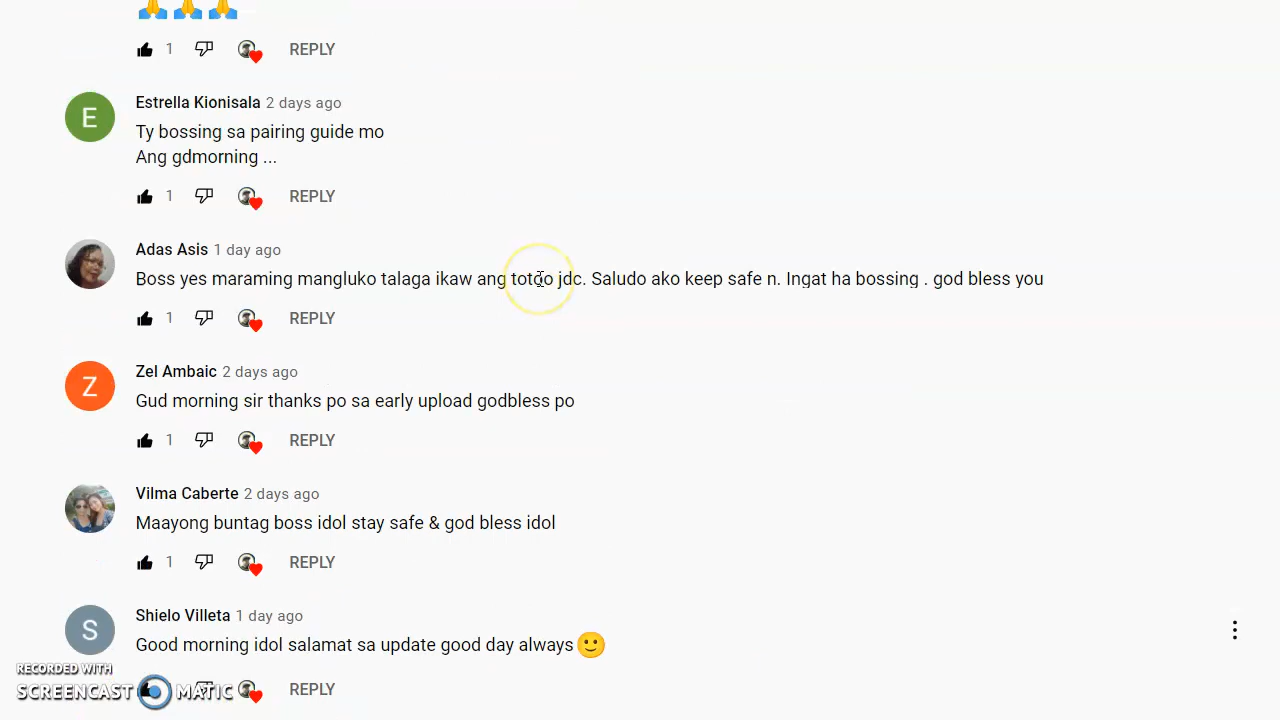 🙏🙏🙏
1 REPLY
E
Estrella Kionisala 2 days ago
Ty bossing sa pairing guide mo
Ang gdmorning ...
1 REPLY
Adas Asis 1 day ago
Boss yes maraming mangluko talaga ikaw ang totoo jdc. Saludo ako keep safe n. Ingat ha bossing . god bless you
1 REPLY
Z
Zel Ambaic 2 days ago
Gud morning sir thanks po sa early upload godbless po
1 REPLY
Vilma Caberte 2 days ago
Maayong buntag boss idol stay safe & god bless idol
1 REPLY
S
Shielo Villeta 1 day ago
Good morning idol salamat sa update good day always🙂
REPLY
RECORDED WITH
SCREENCAST MATIC